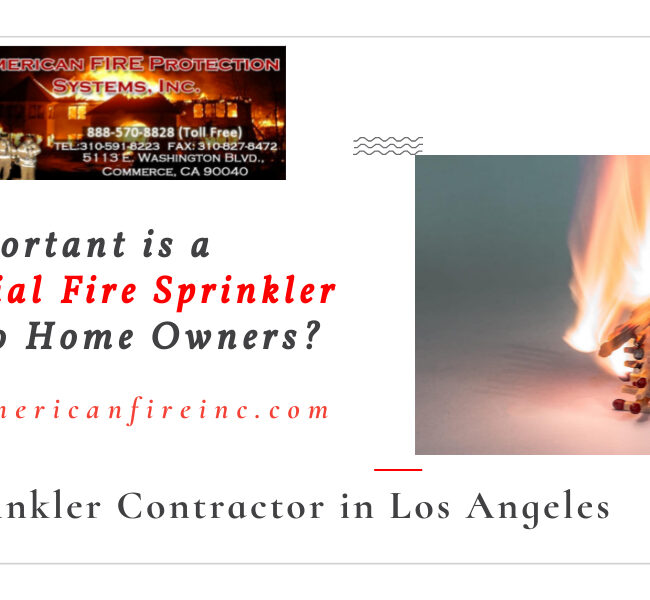 MERICAN FIRE PROTECTION
SYSTEMS, INC.
888-570-8828 (Toll Free)
TEL:310-591-8223 FAX: 310-827-8472
5113 E. WASHINGTON BLVD.,
COMMERCE, CA 90040
ortant is a
ial Fire Sprinkler
o Home Owners?
mericanfireinc.com
inkler Contractor in Los Angeles